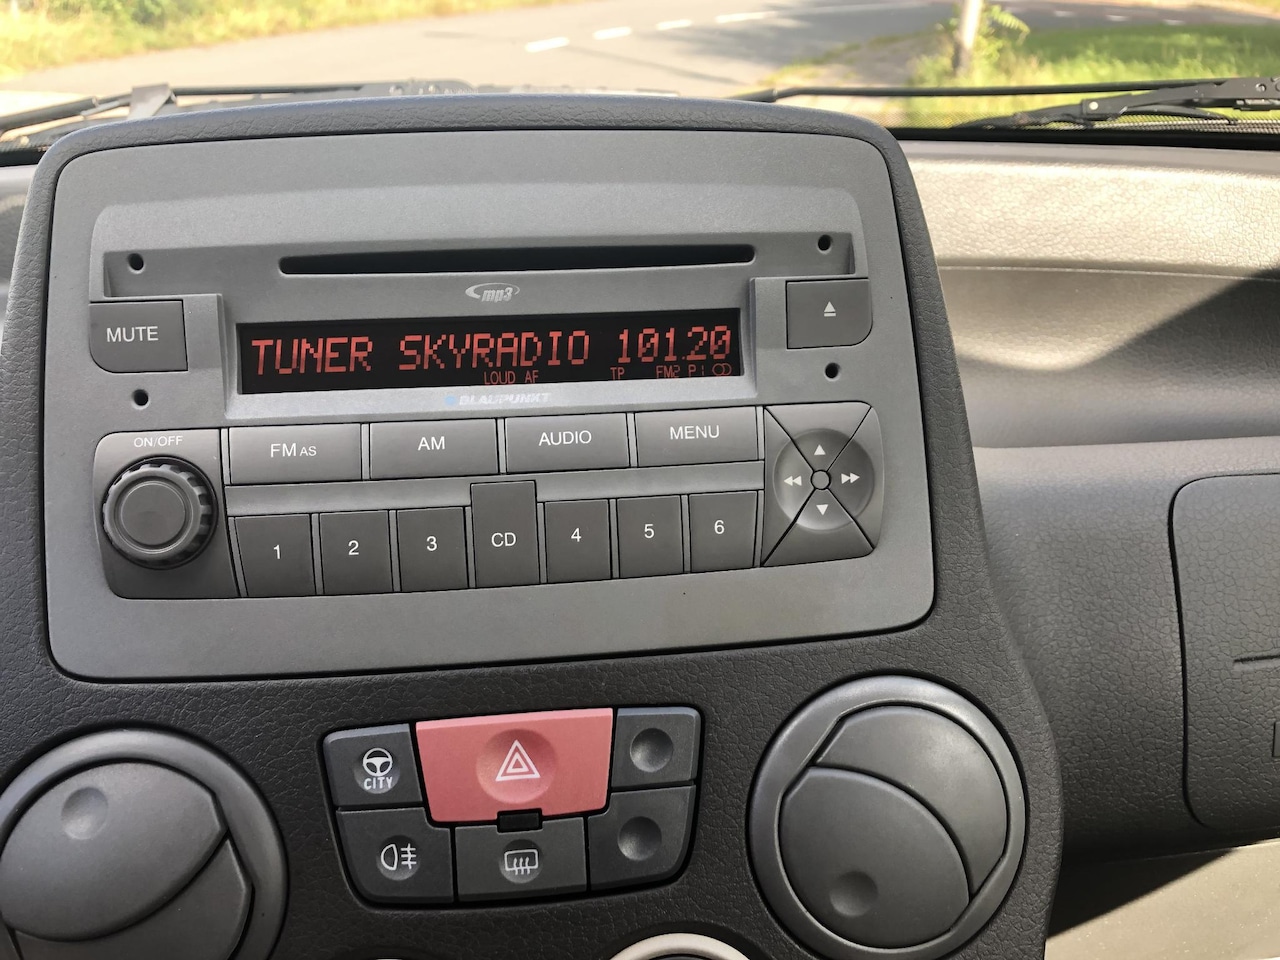 mp3
MUTE
TUNER SKYRADIO 101.20
LOUD AF TP FM2 P1
BLAUPUNKT
ON/OFF
FM AS
AM
AUDIO
MENU
1
2
3
CD
4
5
6
CITY